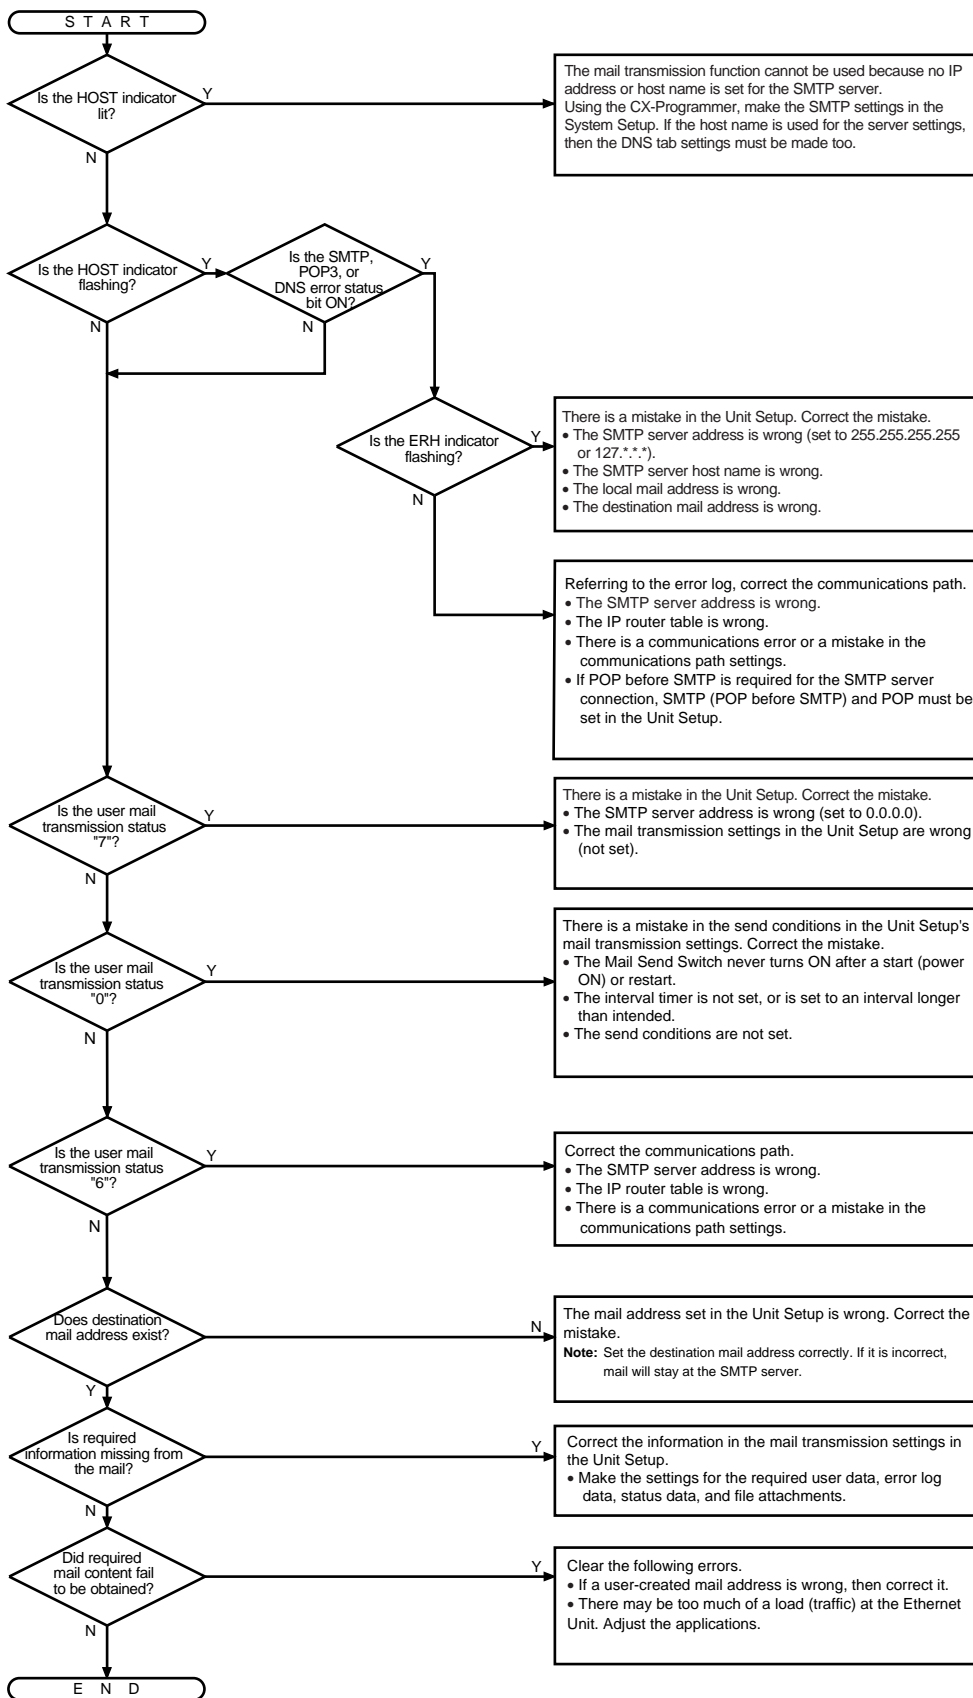 S T A R T
Is the HOST indicator
lit?
Y
N
The mail transmission function cannot be used because no IP
address or host name is set for the SMTP server.
Using the CX-Programmer, make the SMTP settings in the
System Setup. If the host name is used for the server settings,
then the DNS tab settings must be made too.
Is the HOST indicator
flashing?
Y
N
Is the SMTP,
POP3, or
DNS error status
bit ON?
Y
N
Is the ERH indicator
flashing?
Y
N
There is a mistake in the Unit Setup. Correct the mistake.
• The SMTP server address is wrong (set to 255.255.255.255
or 127.*.*.*).
• The SMTP server host name is wrong.
• The local mail address is wrong.
• The destination mail address is wrong.
Referring to the error log, correct the communications path.
• The SMTP server address is wrong.
• The IP router table is wrong.
• There is a communications error or a mistake in the
communications path settings.
• If POP before SMTP is required for the SMTP server
connection, SMTP (POP before SMTP) and POP must be
set in the Unit Setup.
Is the user mail
transmission status
"7"?
Y
N
There is a mistake in the Unit Setup. Correct the mistake.
• The SMTP server address is wrong (set to 0.0.0.0).
• The mail transmission settings in the Unit Setup are wrong
(not set).
Is the user mail
transmission status
"0"?
Y
N
There is a mistake in the send conditions in the Unit Setup's
mail transmission settings. Correct the mistake.
• The Mail Send Switch never turns ON after a start (power
ON) or restart.
• The interval timer is not set, or is set to an interval longer
than intended.
• The send conditions are not set.
Is the user mail
transmission status
"6"?
Y
N
Correct the communications path.
• The SMTP server address is wrong.
• The IP router table is wrong.
• There is a communications error or a mistake in the
communications path settings.
Does destination
mail address exist?
N
Y
The mail address set in the Unit Setup is wrong. Correct the
mistake.
Note: Set the destination mail address correctly. If it is incorrect,
mail will stay at the SMTP server.
Is required
information missing from
the mail?
Y
N
Correct the information in the mail transmission settings in
the Unit Setup.
• Make the settings for the required user data, error log
data, status data, and file attachments.
Did required
mail content fail
to be obtained?
Y
N
Clear the following errors.
• If a user-created mail address is wrong, then correct it.
• There may be too much of a load (traffic) at the Ethernet
Unit. Adjust the applications.
E N D